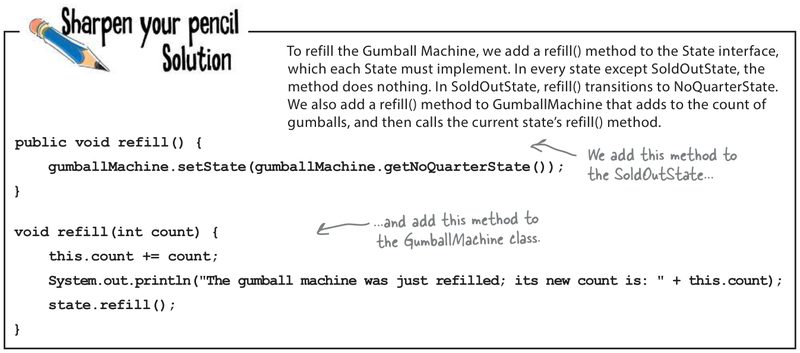 Sharpen your pencil
Solution
To refill the Gumball Machine, we add a refill() method to the State interface,
which each State must implement. In every state except SoldOutState, the
method does nothing. In SoldOutState, refill() transitions to NoQuarterState.
We also add a refill() method to GumballMachine that adds to the count of
gumballs, and then calls the current state's refill() method.
public void refill() {
gumballMachine.setState(gumballMachine.getNoQuarterState());
}
We add this method to
the SoldOutState...
...and add this method to
the GumballMachine class.
void refill(int count) {
this.count += count;
System.out.println("The gumball machine was just refilled; its new count is: " + this.count);
state.refill();
}